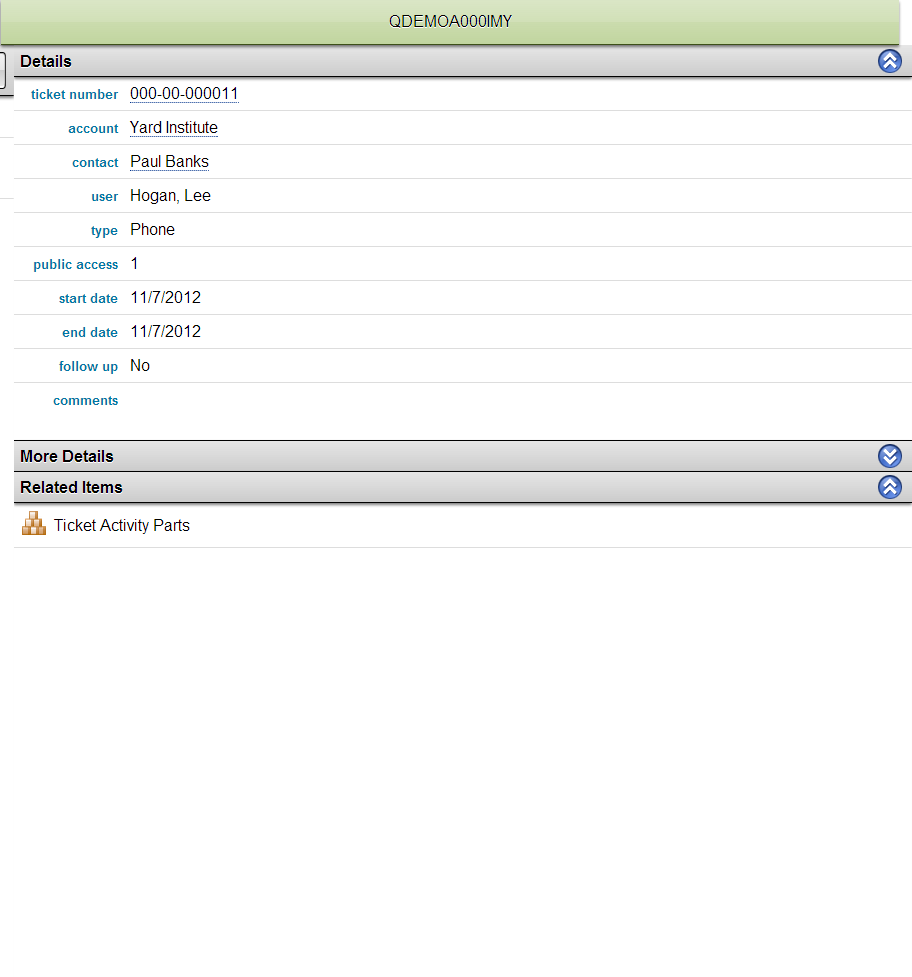 QDEMOA000IMY
Details
ticket number 000-00-000011
account Yard Institute
contact Paul Banks
user Hogan, Lee
type Phone
public access 1
start date 11/7/2012
end date 11/7/2012
follow up No
comments
More Details
Related Items
Ticket Activity Parts